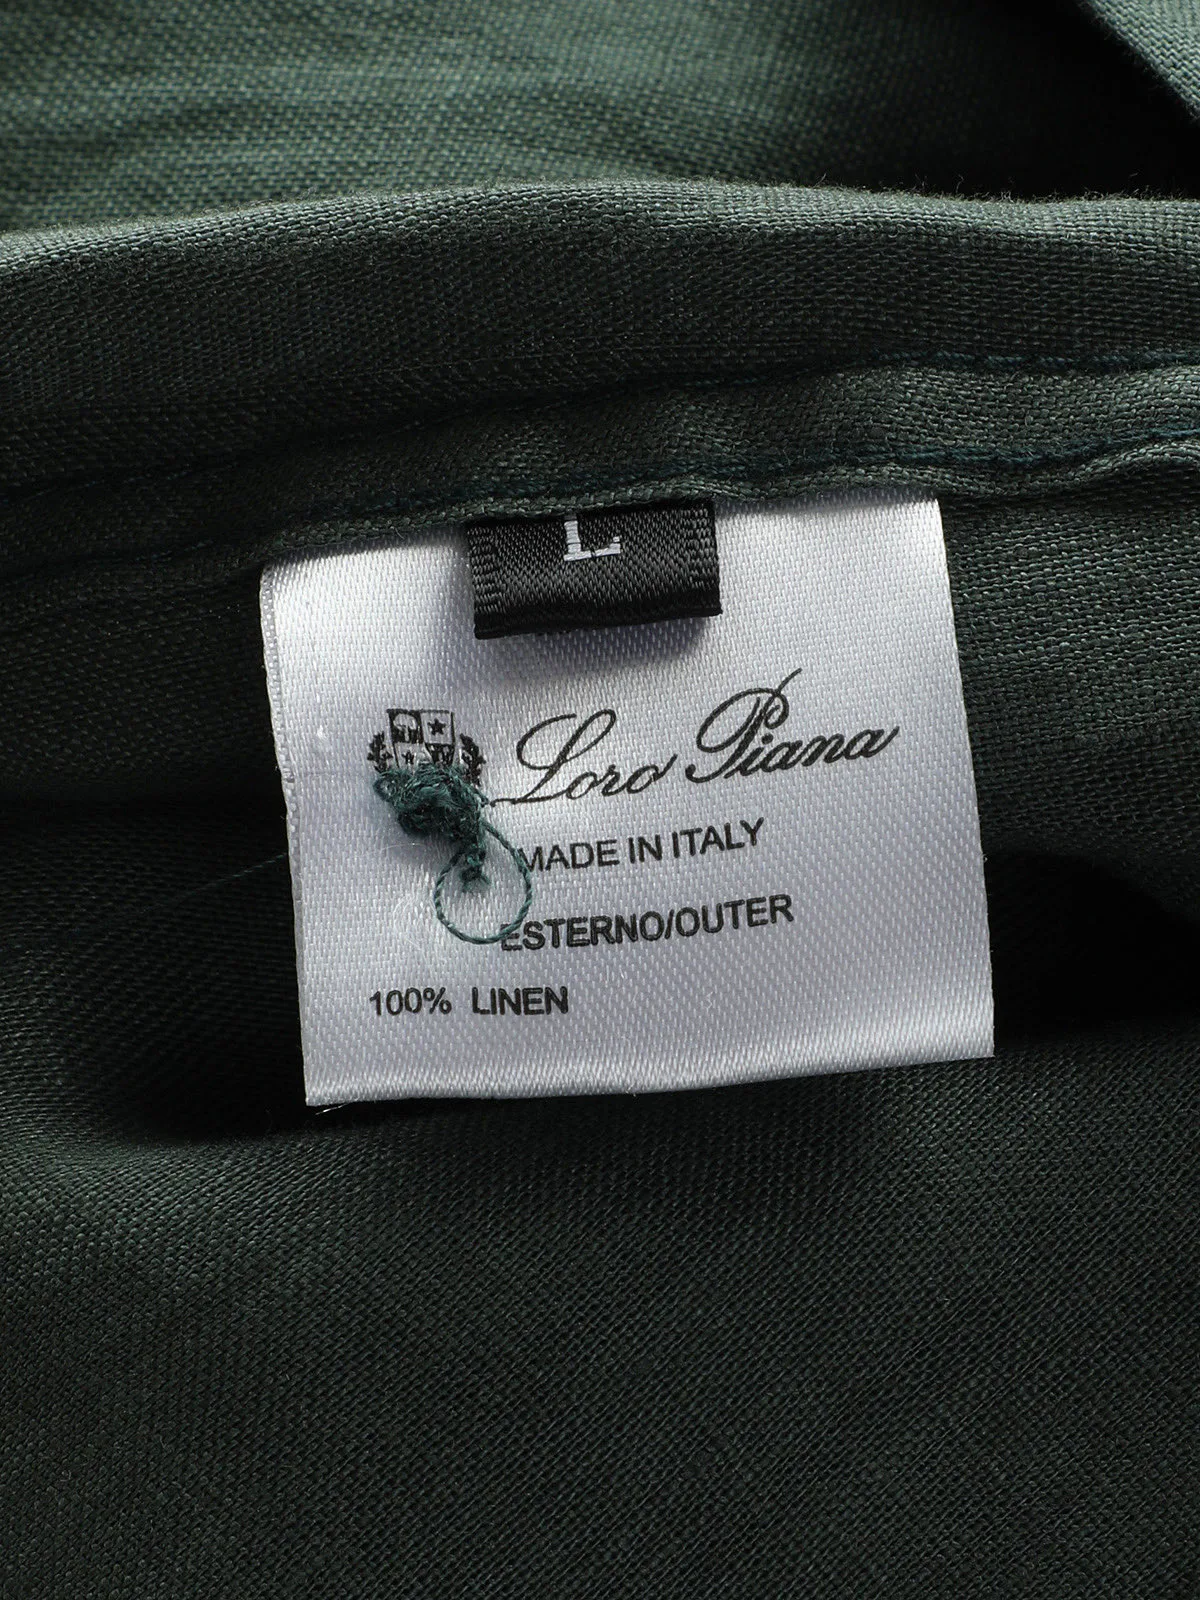 L
Loro Piana
MADE IN ITALY
ESTERNO/OUTER
100% LINEN